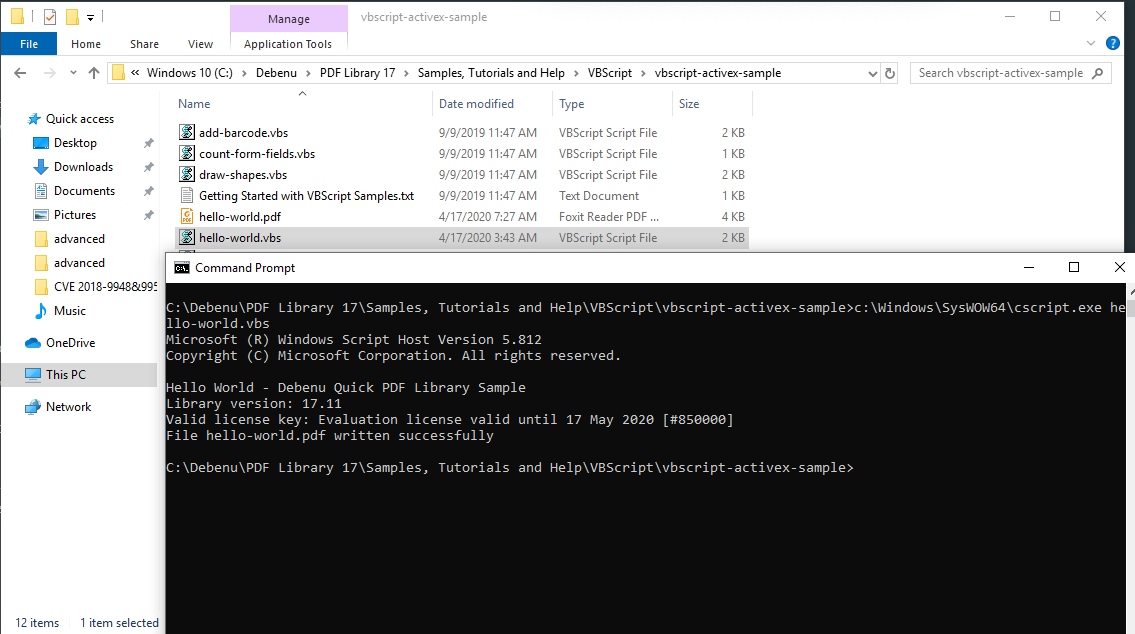 Manage
vbscript-activex-sample
File
Home
Share
View
Application Tools
« Windows 10 (C:) > Debenu > PDF Library 17 > Samples, Tutorials and Help > VBScript > vbscript-activex-sample
Search vbscript-activex-sample
Quick access
Desktop
Downloads
Documents
Pictures
advanced
advanced
CVE 2018-9948&995
Music
OneDrive
This PC
Network
Name Date modified Type Size
add-barcode.vbs 9/9/2019 11:47 AM VBScript Script File 2 KB
count-form-fields.vbs 9/9/2019 11:47 AM VBScript Script File 1 KB
draw-shapes.vbs 9/9/2019 11:47 AM VBScript Script File 2 KB
Getting Started with VBScript Samples.txt 9/9/2019 11:47 AM Text Document 1 KB
hello-world.pdf 4/17/2020 7:27 AM Foxit Reader PDF ... 4 KB
hello-world.vbs 4/17/2020 3:43 AM VBScript Script File 2 KB
Command Prompt
C:\Debenu\PDF Library 17\Samples, Tutorials and Help\VBScript\vbscript-activex-sample>c:\Windows\SysWOW64\cscript.exe he
llo-world.vbs
Microsoft (R) Windows Script Host Version 5.812
Copyright (C) Microsoft Corporation. All rights reserved.
Hello World - Debenu Quick PDF Library Sample
Library version: 17.11
Valid license key: Evaluation license valid until 17 May 2020 [#850000]
File hello-world.pdf written successfully
C:\Debenu\PDF Library 17\Samples, Tutorials and Help\VBScript\vbscript-activex-sample>
12 items
1 item selected